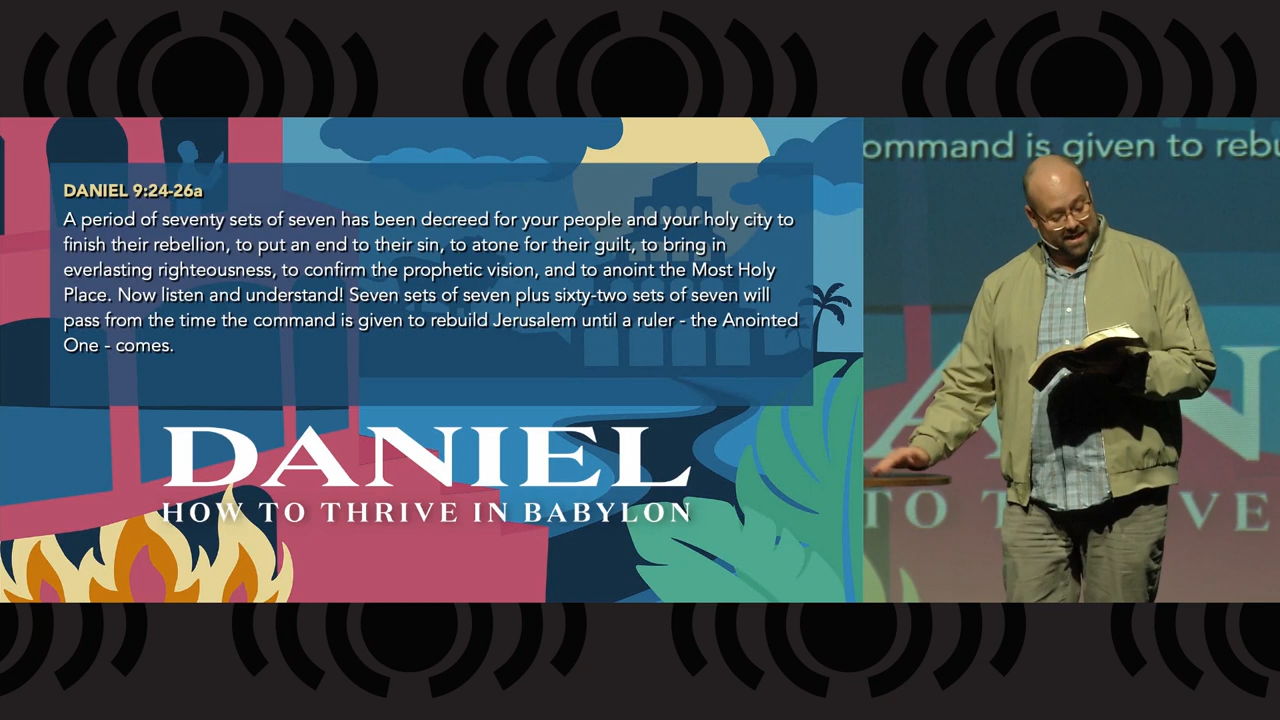 DANIEL 9:24-26a
A period of seventy sets of seven has been decreed for your people and your holy city to
finish their rebellion, to put an end to their sin, to atone for their guilt, to bring in
everlasting righteousness, to confirm the prophetic vision, and to anoint the Most Holy
Place. Now listen and understand! Seven sets of seven plus sixty-two sets of seven will
pass from the time the command is given to rebuild Jerusalem until a ruler - the Anointed
One - comes.
DANIEL
HOW TO THRIVE IN BABYLON
ommand is given to rebu
AN
TO T
IVE